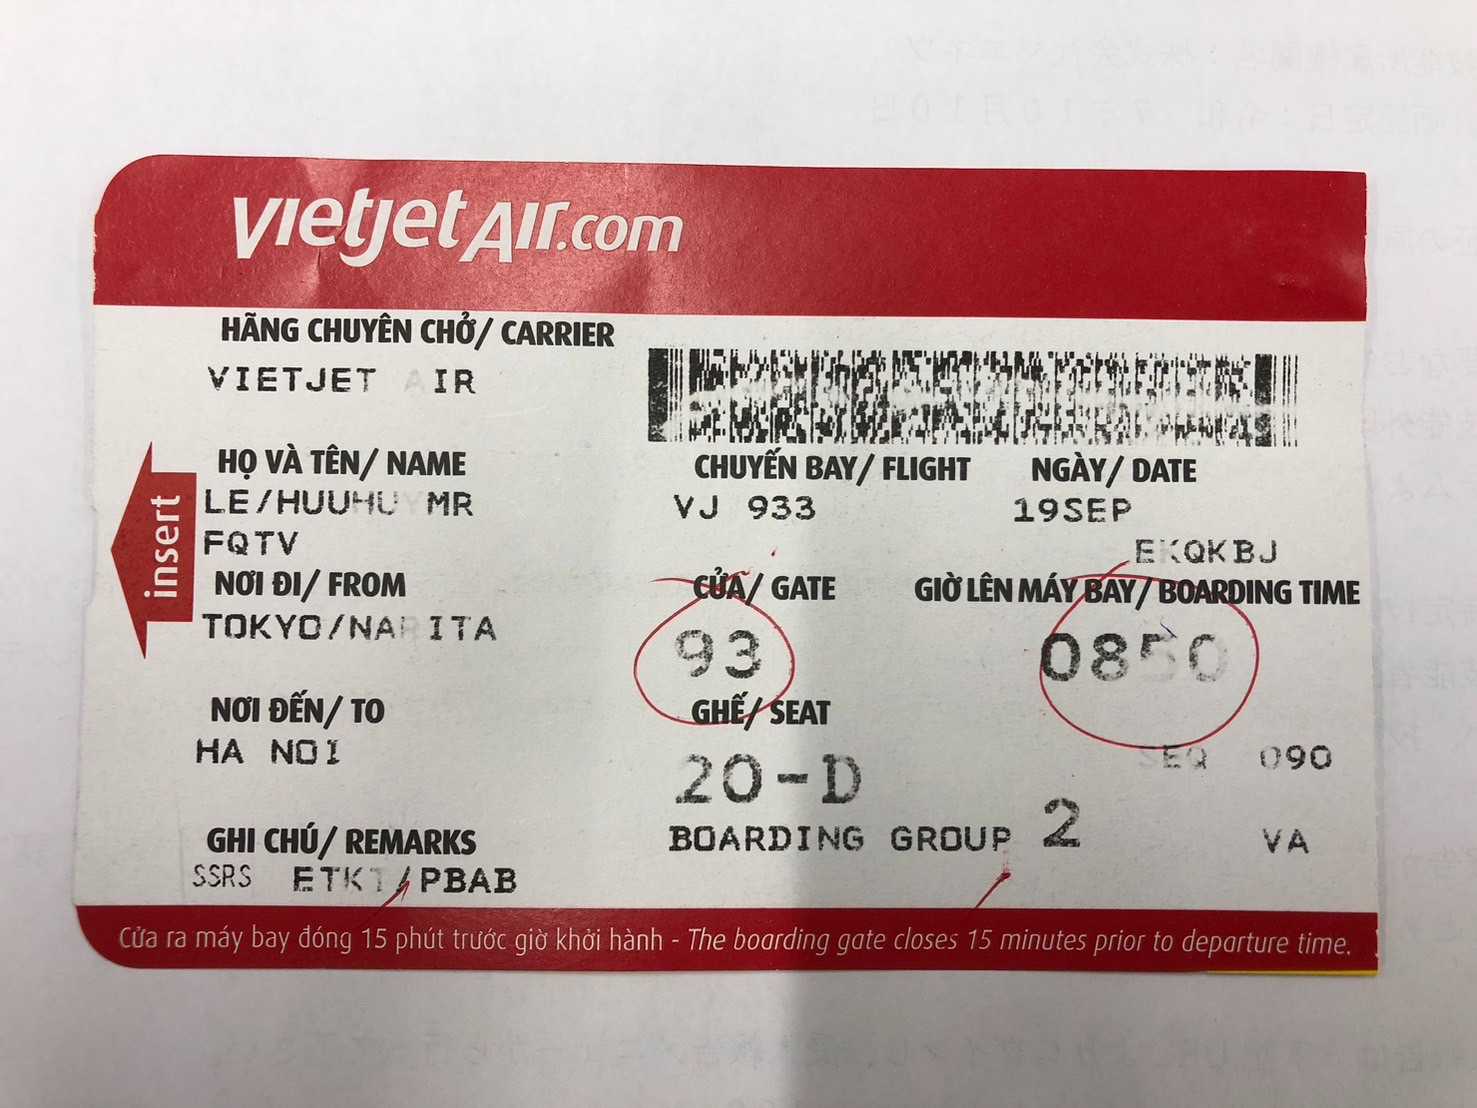 vietjetAir.com
HÃNG CHUYÊN CHỞ/ CARRIER
VIETJET AIR
HỌ VÀ TÊN/ NAME
LE/HUUHUY MR
FQTV
CHUYẾN BAY/ FLIGHT
VJ 933
NGÀY/ DATE
19SEP
EKQKBJ
insert
NƠI ĐI/ FROM
TOKYO/NARITA
CỬA/ GATE
93
GIỜ LÊN MÁY BAY/ BOARDING TIME
0850
NƠI ĐẾN/ TO
HA NOI
GHẾ/ SEAT
20-D
SEQ 090
BOARDING GROUP 2
VA
GHI CHÚ/ REMARKS
SSRS ETKT/PBAB
Cửa ra máy bay đóng 15 phút trước giờ khởi hành - The boarding gate closes 15 minutes prior to departure time.